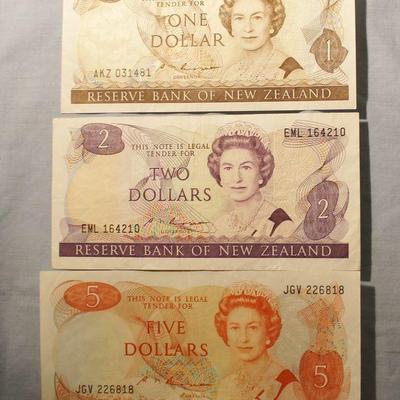 TENDER FOR
ONE
DOLLAR
AKZ 031481
GOVERNOR
1
RESERVE BANK OF NEW ZEALAND
2
EML 164210
THIS NOTE IS LEGAL
TENDER FOR
TWO
DOLLARS
EML 164210
GOVERNOR
2
RESERVE BANK OF NEW ZEALAND
5
JGV 226818
THIS NOTE IS LEGAL
TENDER FOR
FIVE
DOLLARS
JGV 226818
5